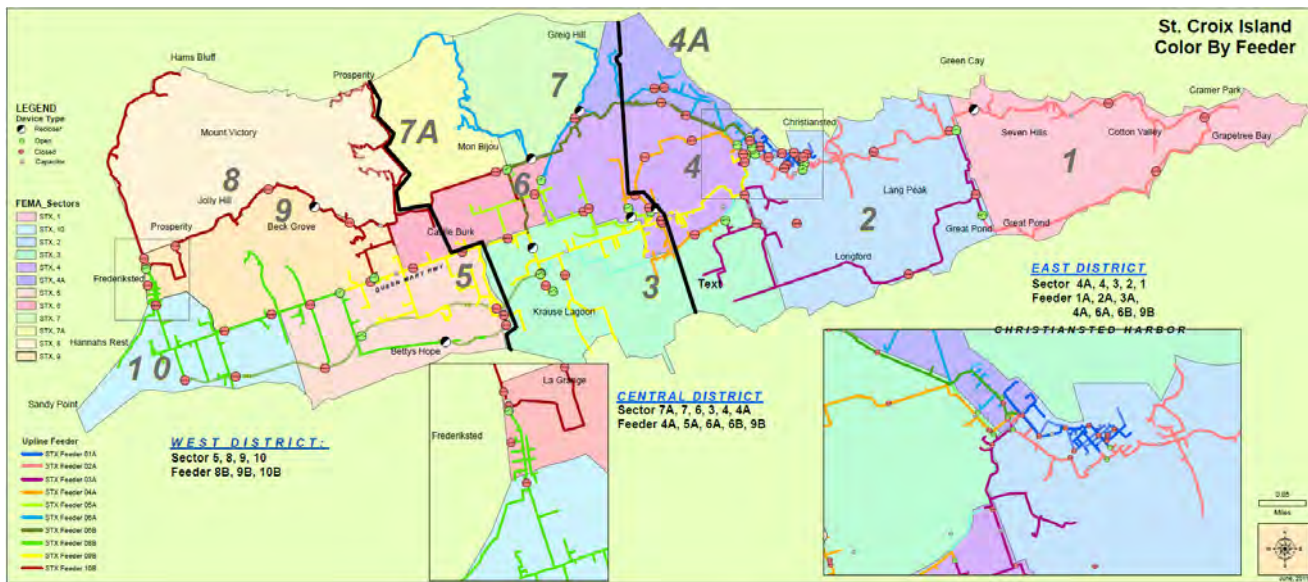 St. Croix Island
Color By Feeder
Hams Bluff
Prosperity
Greig Hill
4A
Green Cay
Cramer Park
LEGEND
Device Type
Recloser
Open
Closed
Capacitor
Mount Victory
7A
7
Mon Bijou
Christiansted
Seven Hills
Cotton Valley
Grapetree Bay
1
FEMA_Sectors
STX, 1
STX, 10
STX, 2
STX, 3
STX, 4
STX, 4A
STX, 5
STX, 6
STX, 7
STX, 7A
STX, 8
STX, 9
8
Jolly Hill
9
Beck Grove
6
4
Lang Peak
2
Prosperity
Castle Burk
Great Pond
Great Pond
Frederiksted
QUEEN MARY HWY
5
3
Text
Longford
Krause Lagoon
Hannahs Rest
10
Bettys Hope
Sandy Point
EAST DISTRICT
Sector 4A, 4, 3, 2, 1
Feeder 1A, 2A, 3A,
4A, 6A, 6B, 9B
CHRISTIANSTED HARBOR
La Grange
Frederiksted
CENTRAL DISTRICT
Sector 7A, 7, 6, 3, 4, 4A
Feeder 4A, 5A, 6A, 6B, 9B
WEST DISTRICT:
Sector 5, 8, 9, 10
Feeder 8B, 9B, 10B
Upline Feeder
STX Feeder 01A
STX Feeder 02A
STX Feeder 03A
STX Feeder 04A
STX Feeder 05A
STX Feeder 06A
STX Feeder 06B
STX Feeder 08B
STX Feeder 09B
STX Feeder 10B
Miles